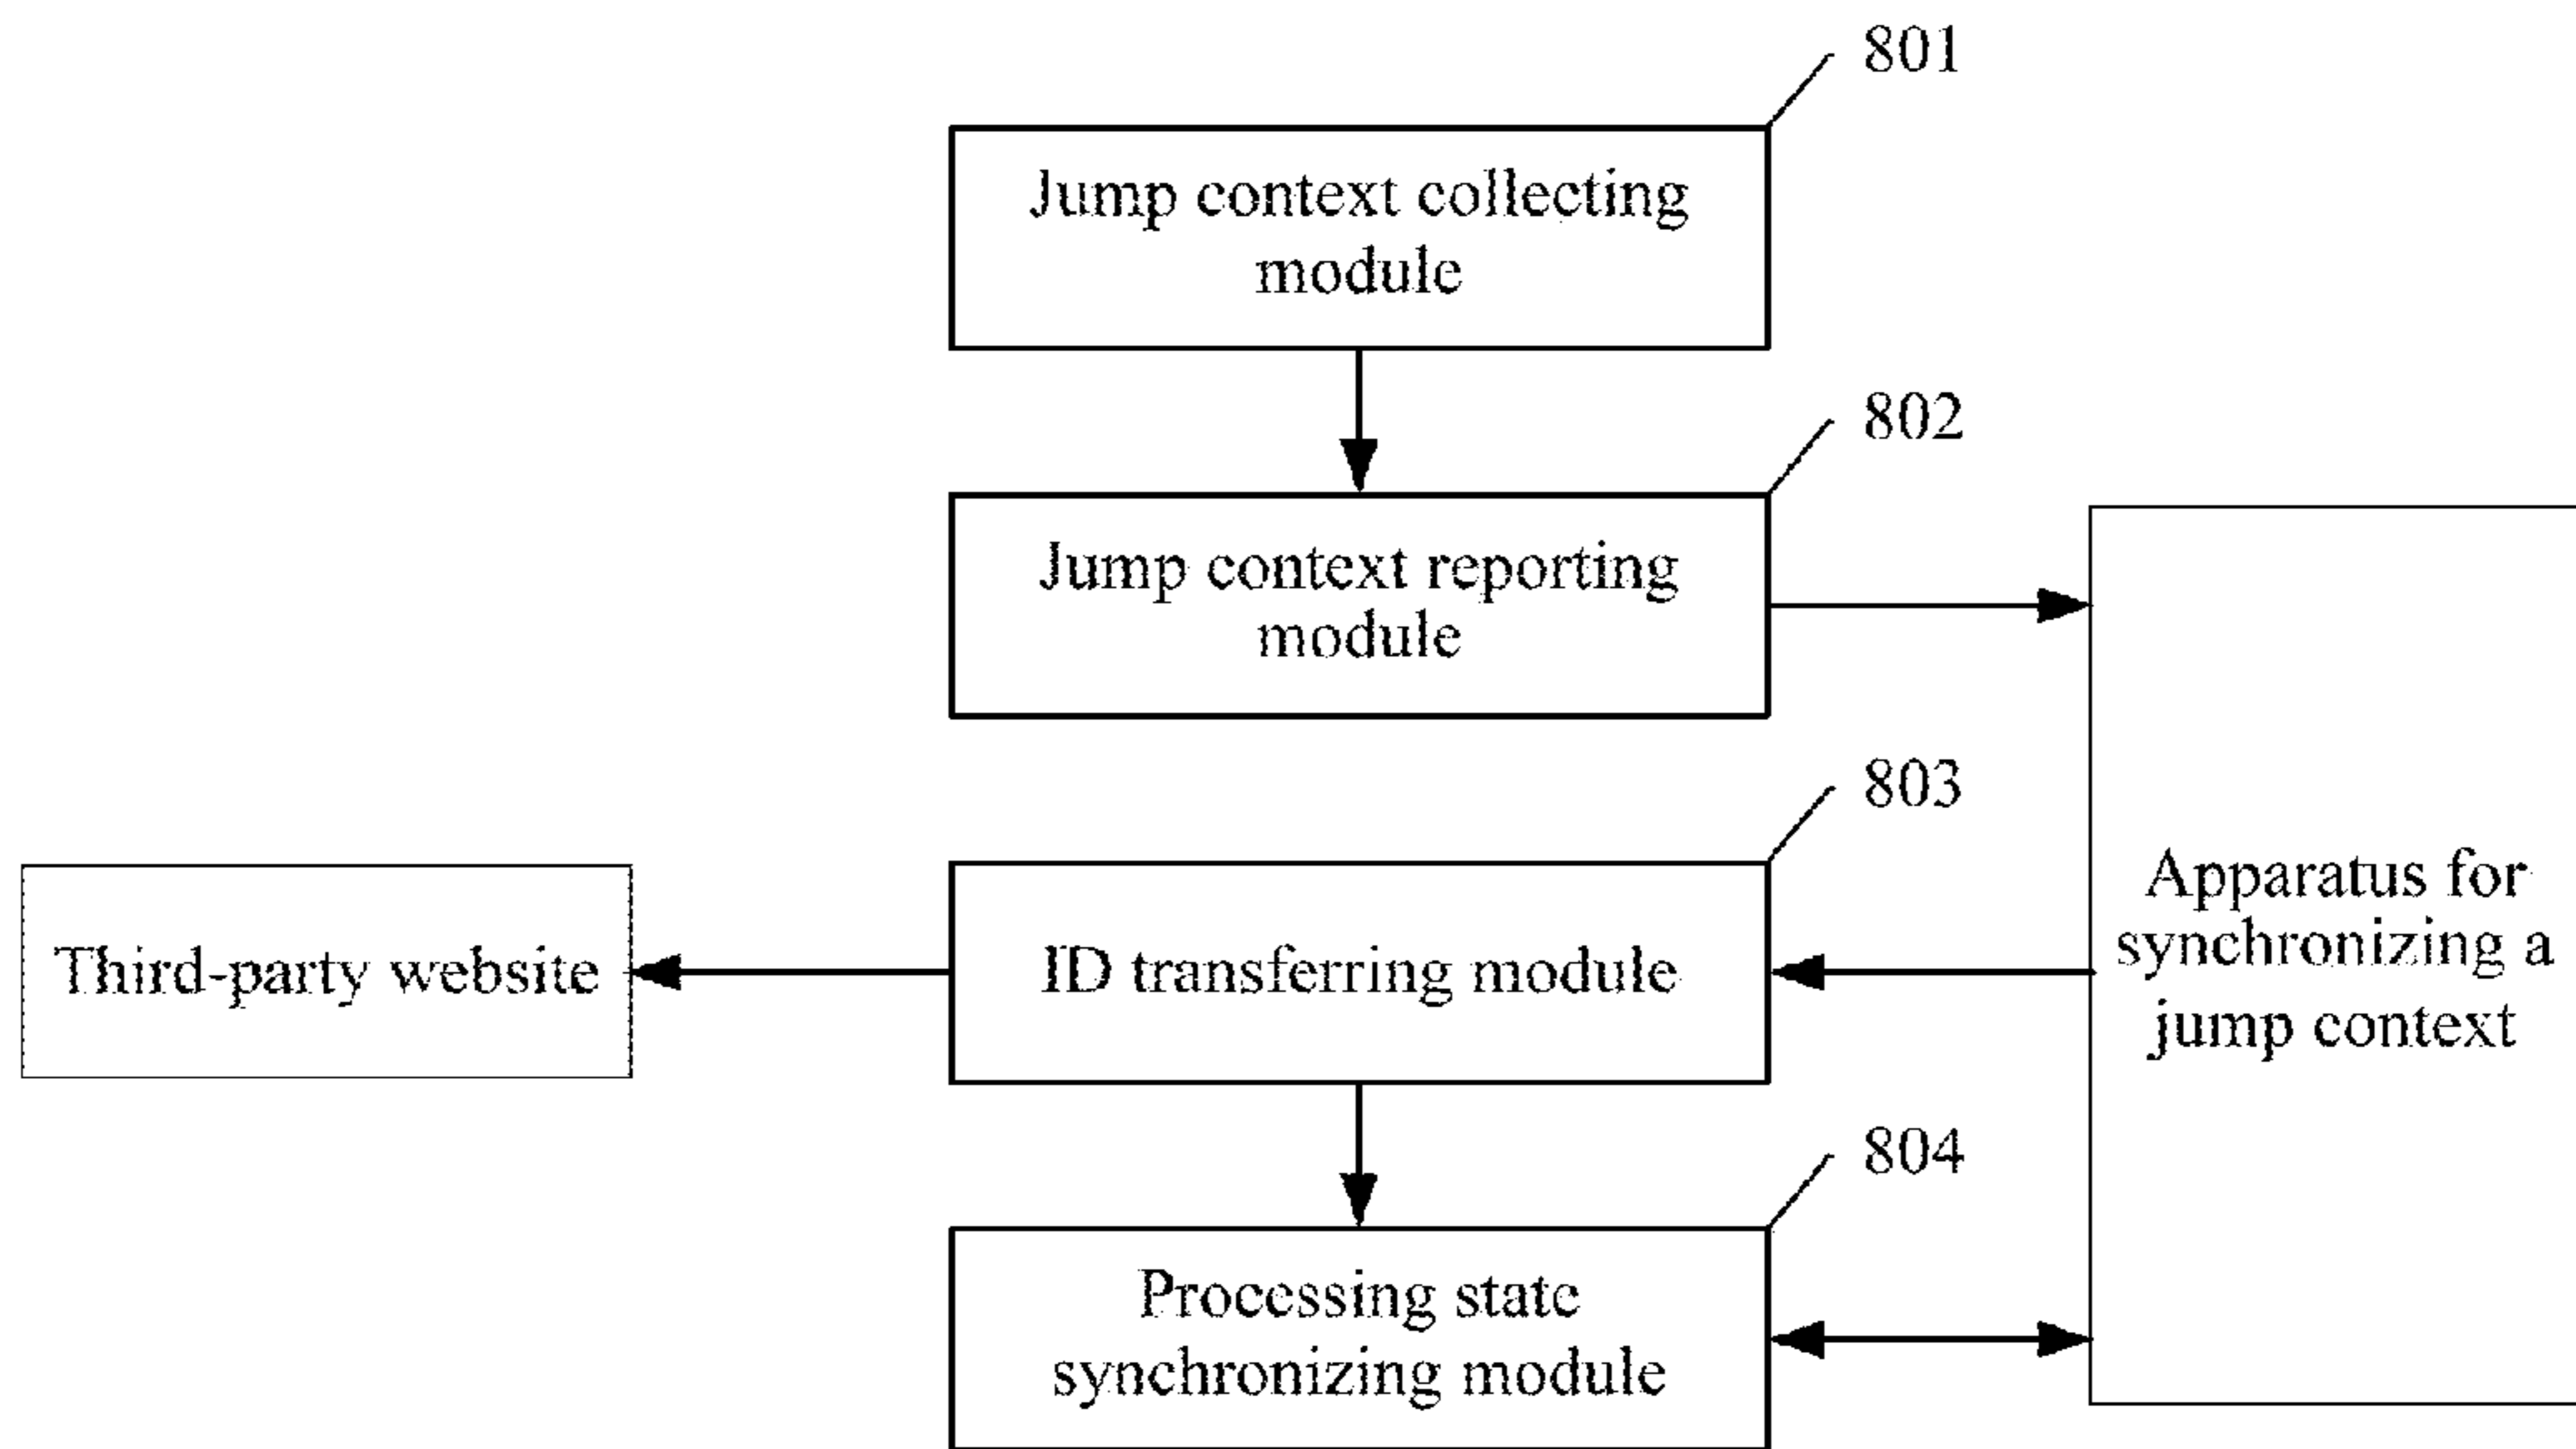 801
Jump context collecting
module
802
Jump context reporting
module
803
Third-party website
ID transferring module
Apparatus for
synchronizing a
jump context
804
Processing state
synchronizing module